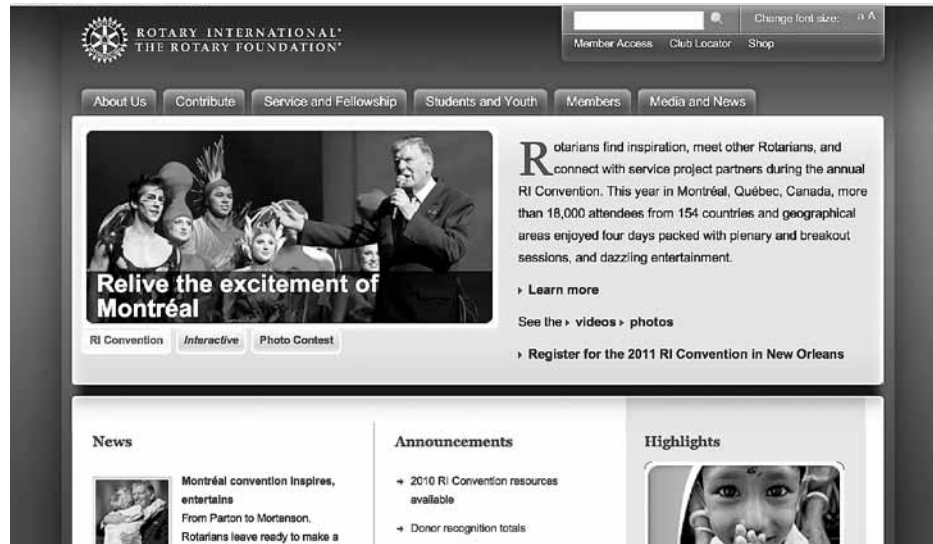 ROTARY INTERNATIONAL®
THE ROTARY FOUNDATION®
Change font size: a A
Member Access Club Locator Shop
About Us Contribute Service and Fellowship Students and Youth Members Media and News
Relive the excitement of
Montréal
RI Convention Interactive Photo Contest
Rotarians find inspiration, meet other Rotarians, and
connect with service project partners during the annual
RI Convention. This year in Montréal, Québec, Canada, more
than 18,000 attendees from 154 countries and geographical
areas enjoyed four days packed with plenary and breakout
sessions, and dazzling entertainment.
Learn more
See the videos photos
Register for the 2011 RI Convention in New Orleans
News
Montréal convention inspires,
entertains
From Parton to Mortenson,
Rotarians leave ready to make a
Announcements
2010 RI Convention resources
available
Donor recognition totals
Highlights